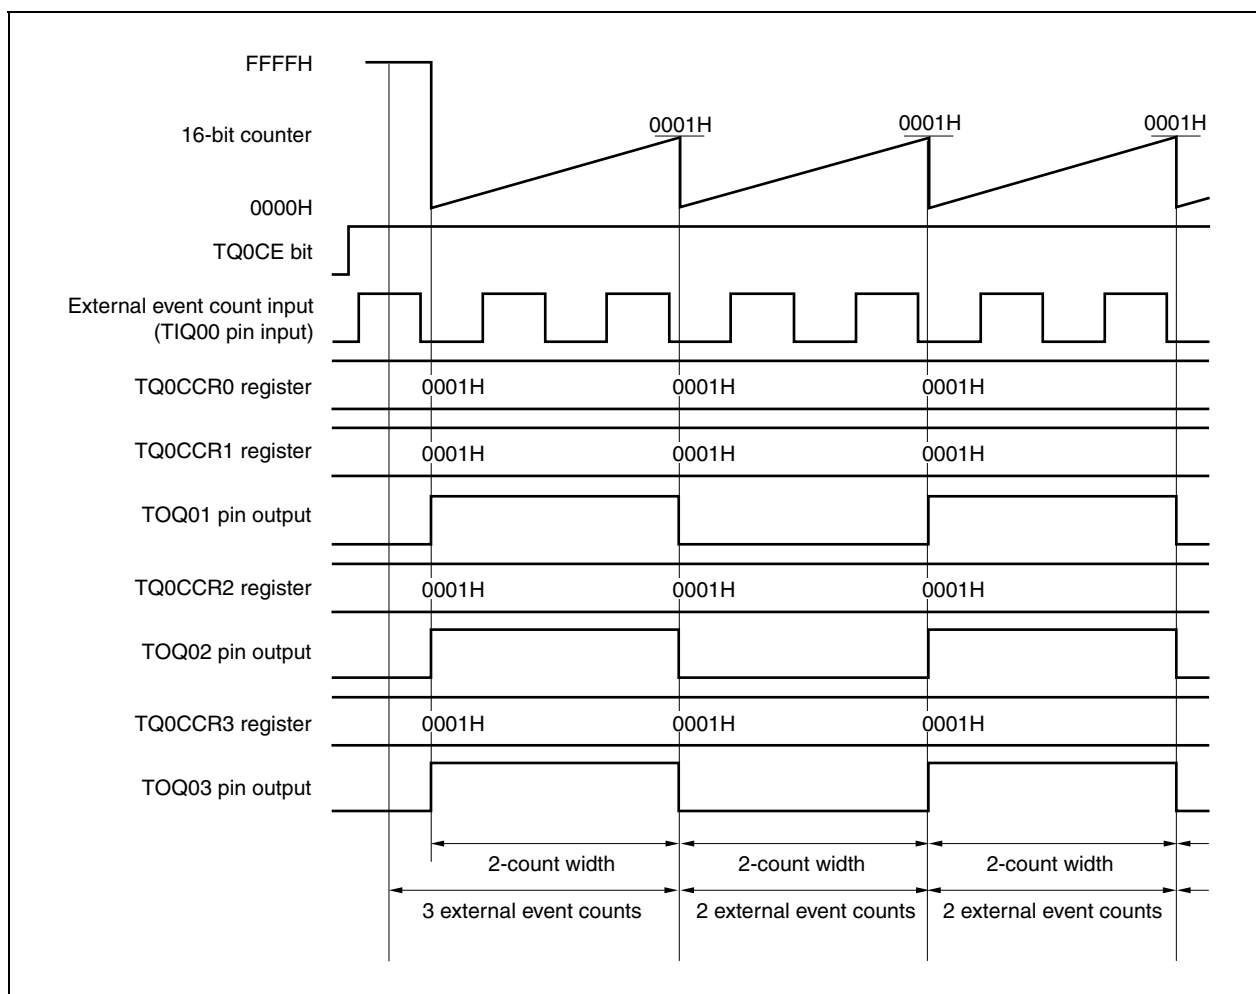 FFFFH
16-bit counter
0001H 0001H 0001H
0000H
TQ0CE bit
External event count input
(TIQ00 pin input)
TQ0CCR0 register 0001H 0001H 0001H
TQ0CCR1 register 0001H 0001H 0001H
TOQ01 pin output
TQ0CCR2 register 0001H 0001H 0001H
TOQ02 pin output
TQ0CCR3 register 0001H 0001H 0001H
TOQ03 pin output
2-count width 2-count width 2-count width
3 external event counts 2 external event counts 2 external event counts